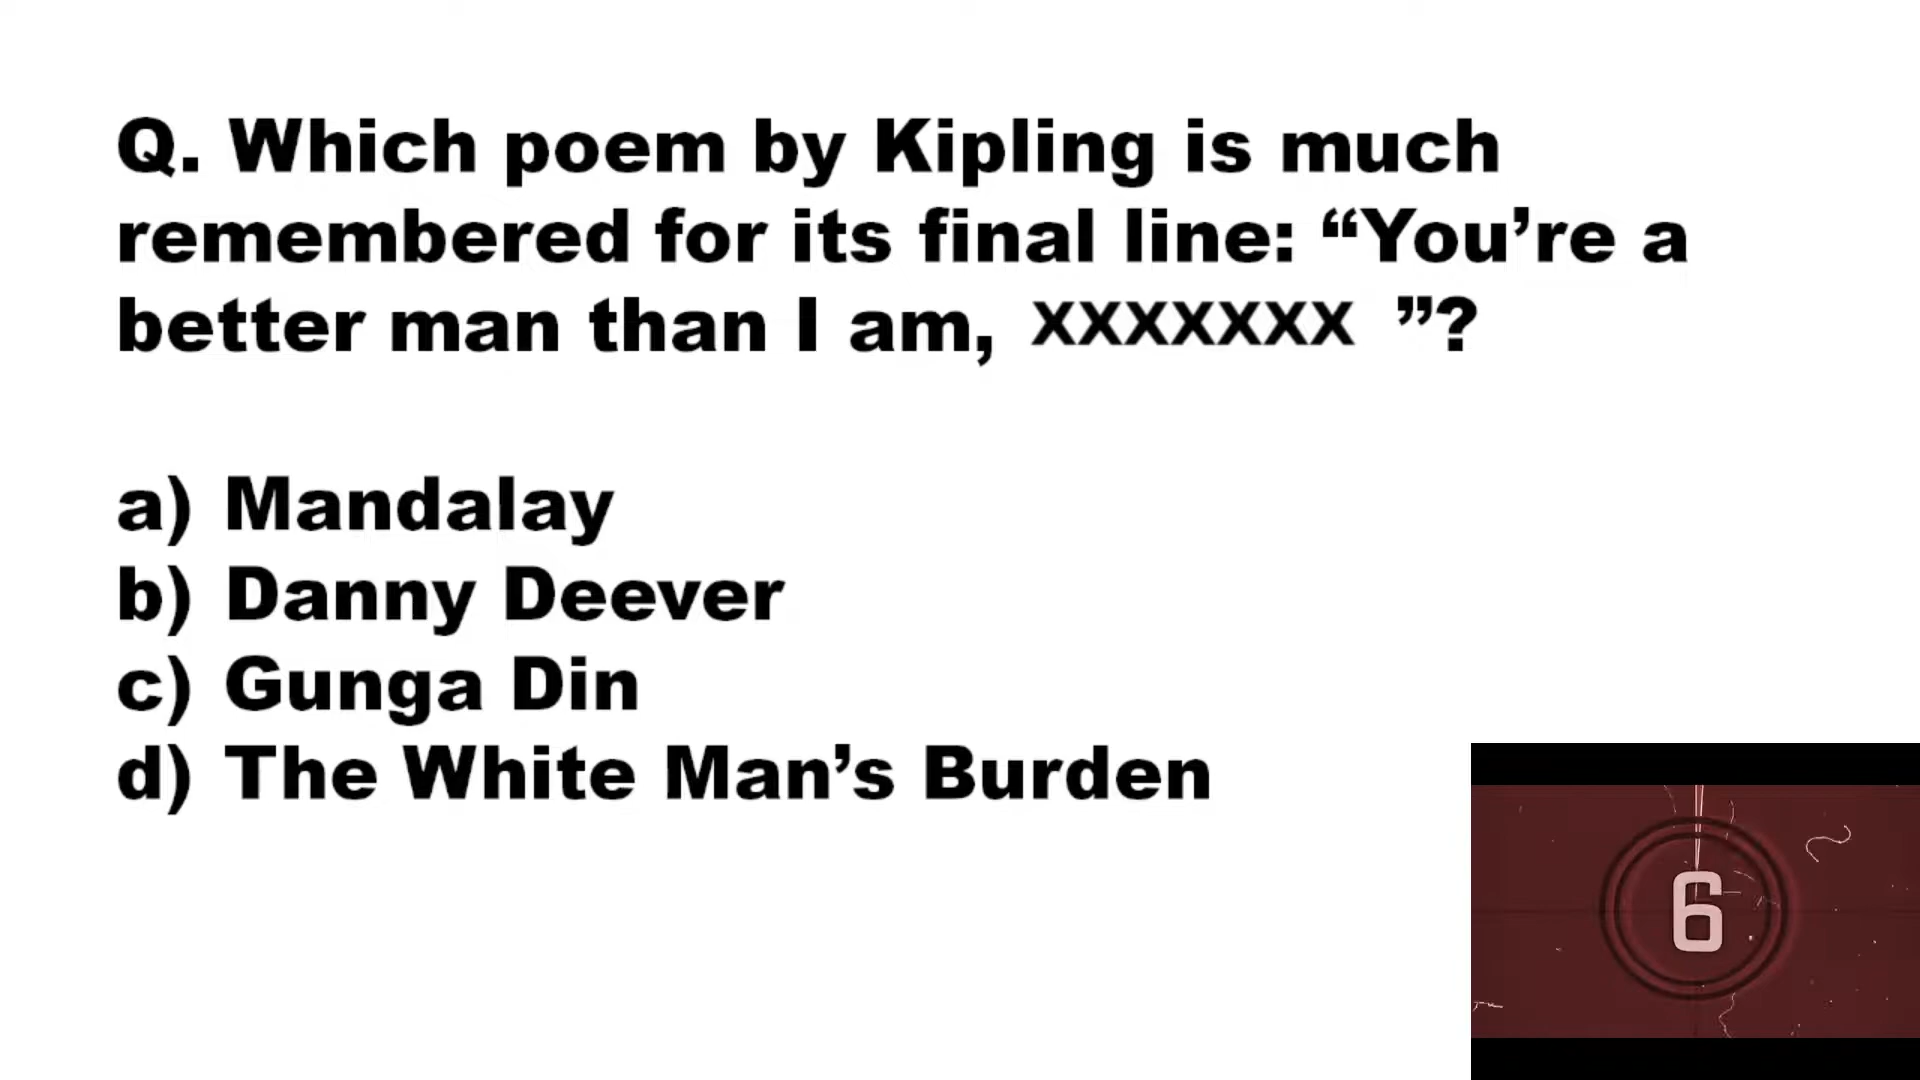 Q. Which poem by Kipling is much
remembered for its final line: “You’re a
better man than I am, XXXXXXX ”?
a) Mandalay
b) Danny Deever
c) Gunga Din
d) The White Man’s Burden
6